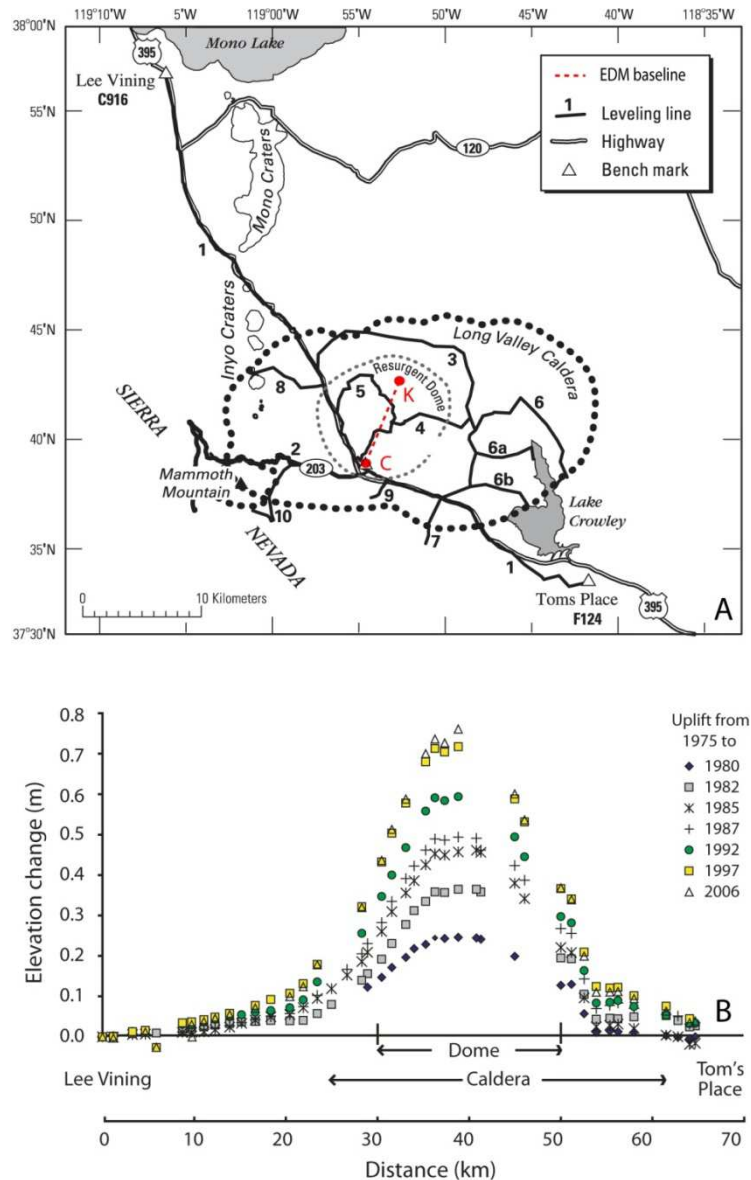 119°10'W 5'W 119°00'W 55'W 50'W 40'W 118°35'W
38°00'N
395
Mono Lake
Lee Vining
C916
EDM baseline
1 Leveling line
Highway
Bench mark
55'N
120
Mono Craters
50'N
1
Inyo Craters
45'N
Long Valley Caldera
3
Resurgent Dome
8
5
K
6
SIERRA
4
40'N
2
6a
C
203
6b
Mammoth
Mountain
9
Lake
Crowley
10
7
NEVADA
35'N
1
0 10 Kilometers
Toms Place
F124
395
A
37°30'N
0.8
0.7
0.6
0.5
0.4
0.3
0.2
0.1
0.0
Elevation change (m)
Uplift from
1975 to
1980
1982
1985
1987
1992
1997
2006
B
Dome
Lee Vining
Caldera
Tom's
Place
0 10 20 30 40 50 60 70
Distance (km)